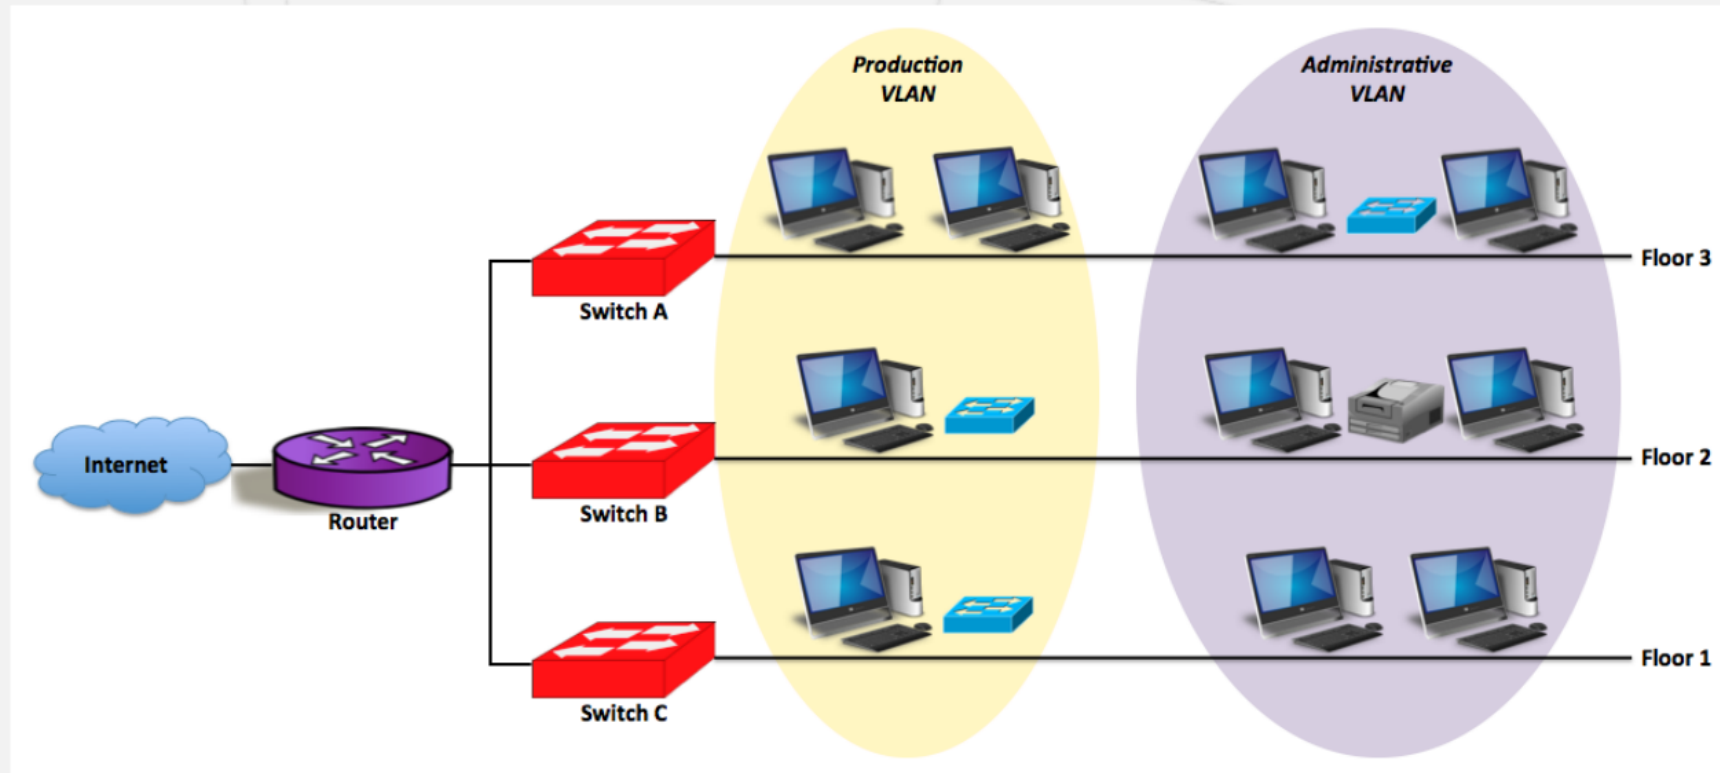 Production
VLAN
Administrative
VLAN
Floor 3
Switch A
Internet
Router
Floor 2
Switch B
Floor 1
Switch C